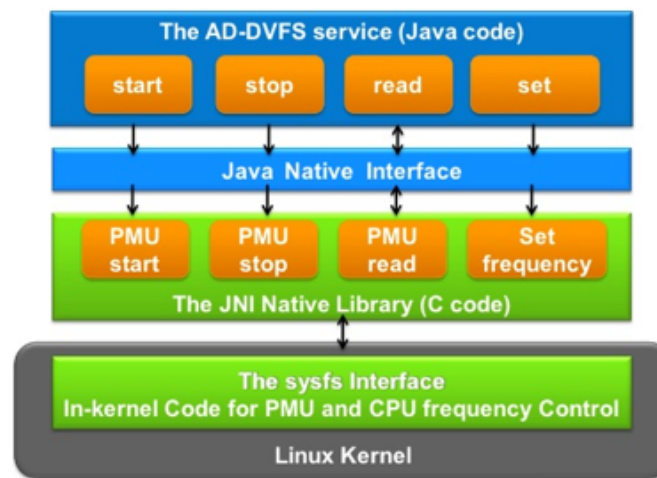 The AD-DVFS service (Java code)
start stop read set
Java Native Interface
PMU start
PMU stop
PMU read
Set frequency
The JNI Native Library (C code)
The sysfs Interface
In-kernel Code for PMU and CPU frequency Control
Linux Kernel